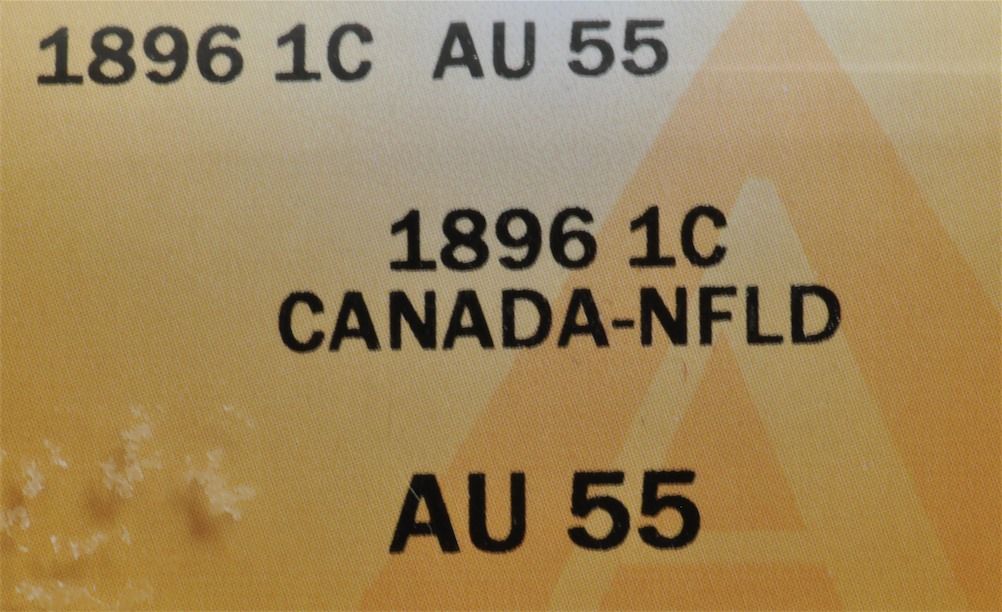 1896 1C AU 55
1896 1C
CANADA-NFLD
AU 55